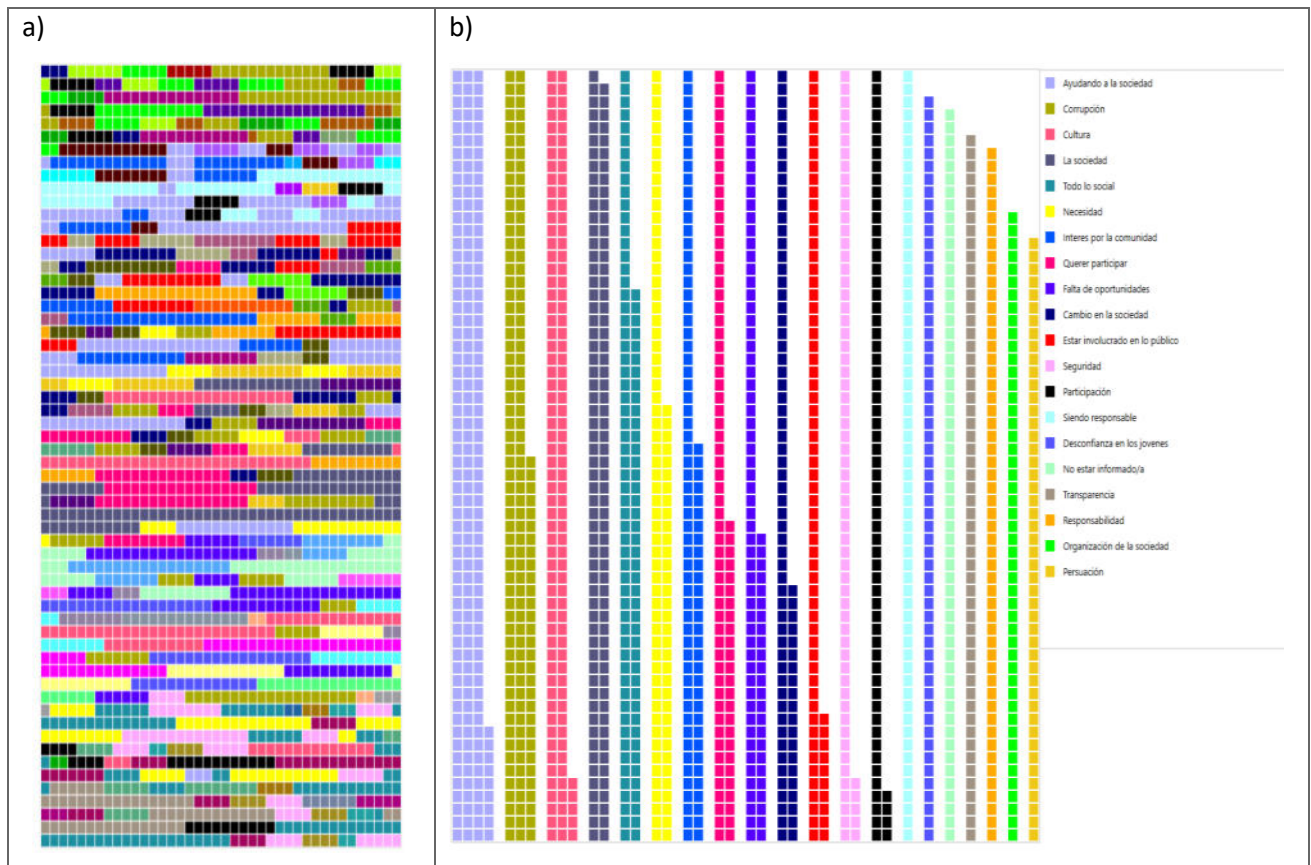 a)
b)
Ayudando a la sociedad
Corrupción
Cultura
La sociedad
Todo lo social
Necesidad
Interes por la comunidad
Querer participar
Falta de oportunidades
Cambio en la sociedad
Estar involucrado en lo público
Seguridad
Participación
Siendo responsable
Desconfianza en los jovenes
No estar informado/a
Transparencia
Responsabilidad
Organización de la sociedad
Persuación